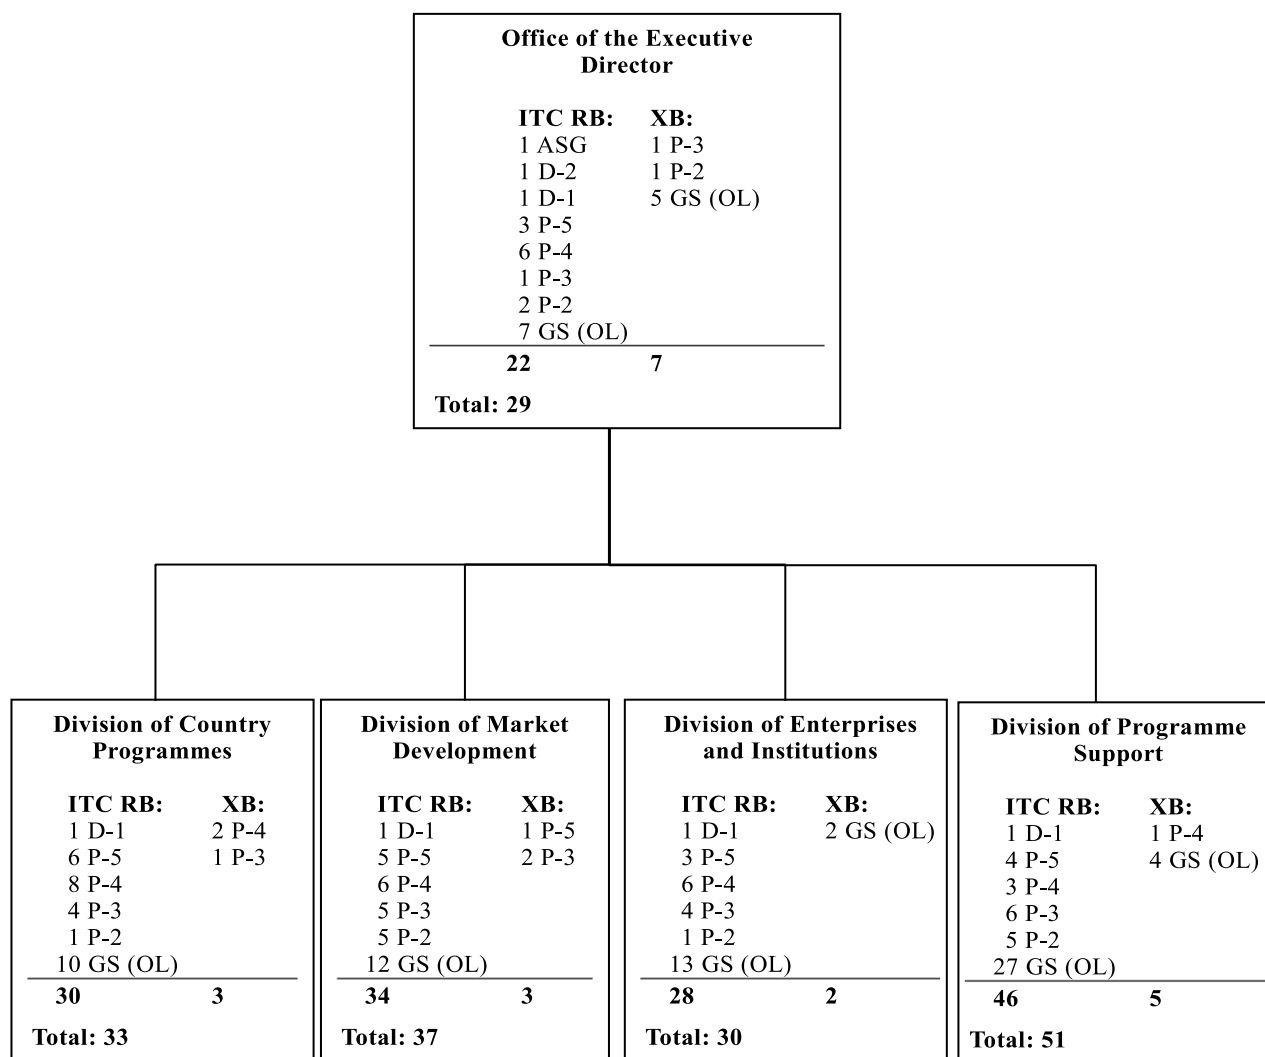 Office of the Executive
Director
ITC RB: XB:
1 ASG 1 P-3
1 D-2 1 P-2
1 D-1 5 GS (OL)
3 P-5
6 P-4
1 P-3
2 P-2
7 GS (OL)
22 7
Total: 29
Division of Country
Programmes
ITC RB: XB:
1 D-1 2 P-4
6 P-5 1 P-3
8 P-4
4 P-3
1 P-2
10 GS (OL)
30 3
Total: 33
Division of Market
Development
ITC RB: XB:
1 D-1 1 P-5
5 P-5 2 P-3
6 P-4
5 P-3
5 P-2
12 GS (OL)
34 3
Total: 37
Division of Enterprises
and Institutions
ITC RB: XB:
1 D-1 2 GS (OL)
3 P-5
6 P-4
4 P-3
1 P-2
13 GS (OL)
28 2
Total: 30
Division of Programme
Support
ITC RB: XB:
1 D-1 1 P-4
4 P-5 4 GS (OL)
3 P-4
6 P-3
5 P-2
27 GS (OL)
46 5
Total: 51